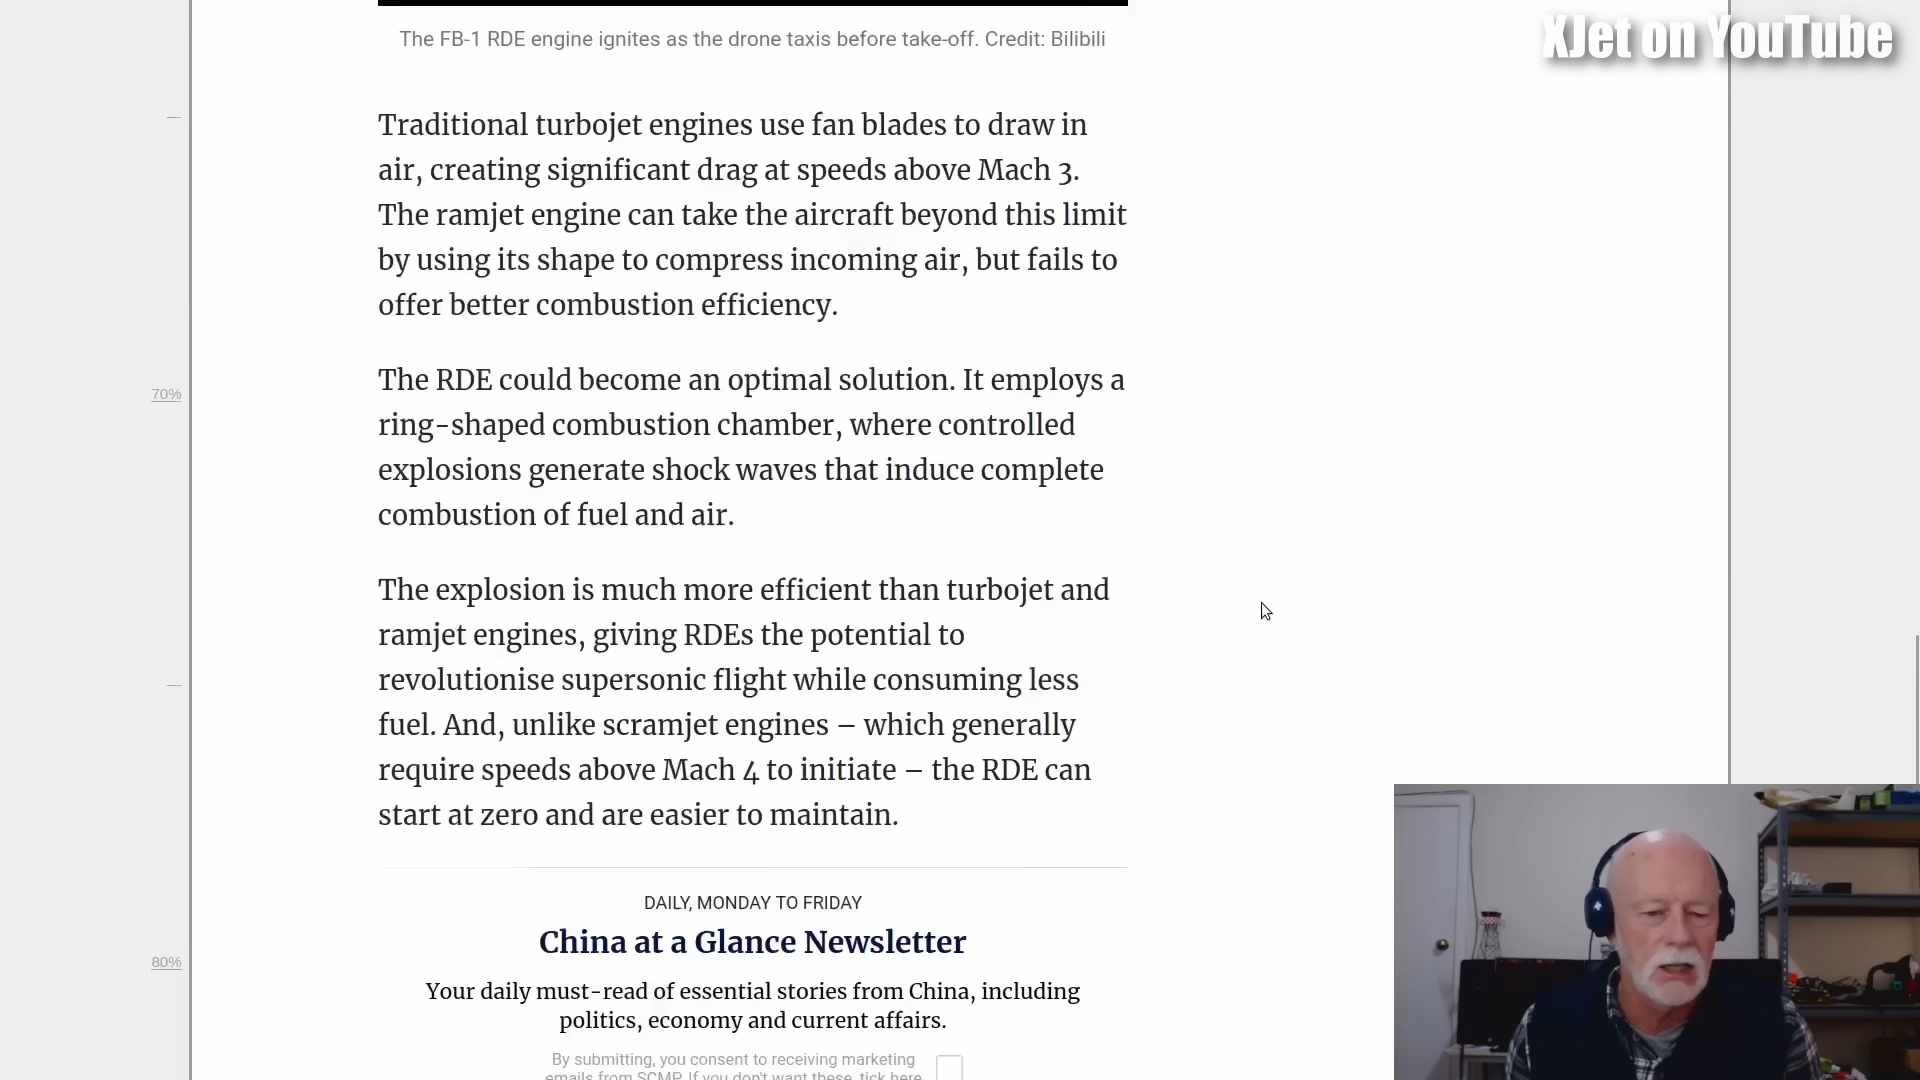 XJet on YouTube
The FB-1 RDE engine ignites as the drone taxis before take-off. Credit: Bilibili
Traditional turbojet engines use fan blades to draw in
air, creating significant drag at speeds above Mach 3.
The ramjet engine can take the aircraft beyond this limit
by using its shape to compress incoming air, but fails to
offer better combustion efficiency.
70%
The RDE could become an optimal solution. It employs a
ring-shaped combustion chamber, where controlled
explosions generate shock waves that induce complete
combustion of fuel and air.
The explosion is much more efficient than turbojet and
ramjet engines, giving RDEs the potential to
revolutionise supersonic flight while consuming less
fuel. And, unlike scramjet engines – which generally
require speeds above Mach 4 to initiate – the RDE can
start at zero and are easier to maintain.
DAILY, MONDAY TO FRIDAY
China at a Glance Newsletter
80%
Your daily must-read of essential stories from China, including
politics, economy and current affairs.
By submitting, you consent to receiving marketing
emails from SCMP. If you don't want these, tick here